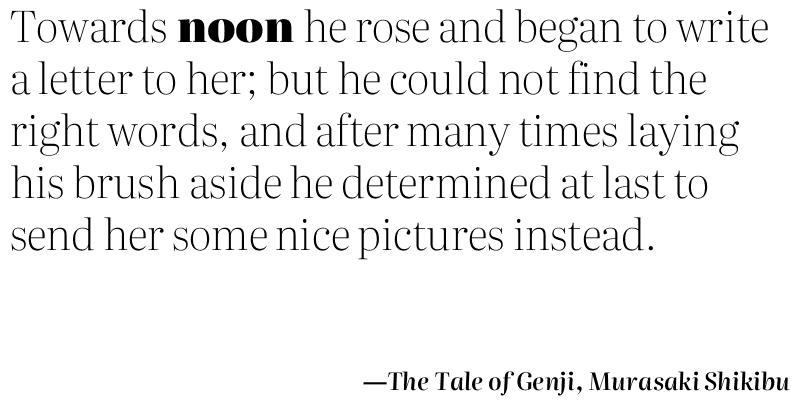 Towards noon he rose and began to write
a letter to her; but he could not find the
right words, and after many times laying
his brush aside he determined at last to
send her some nice pictures instead.
—The Tale of Genji, Murasaki Shikibu